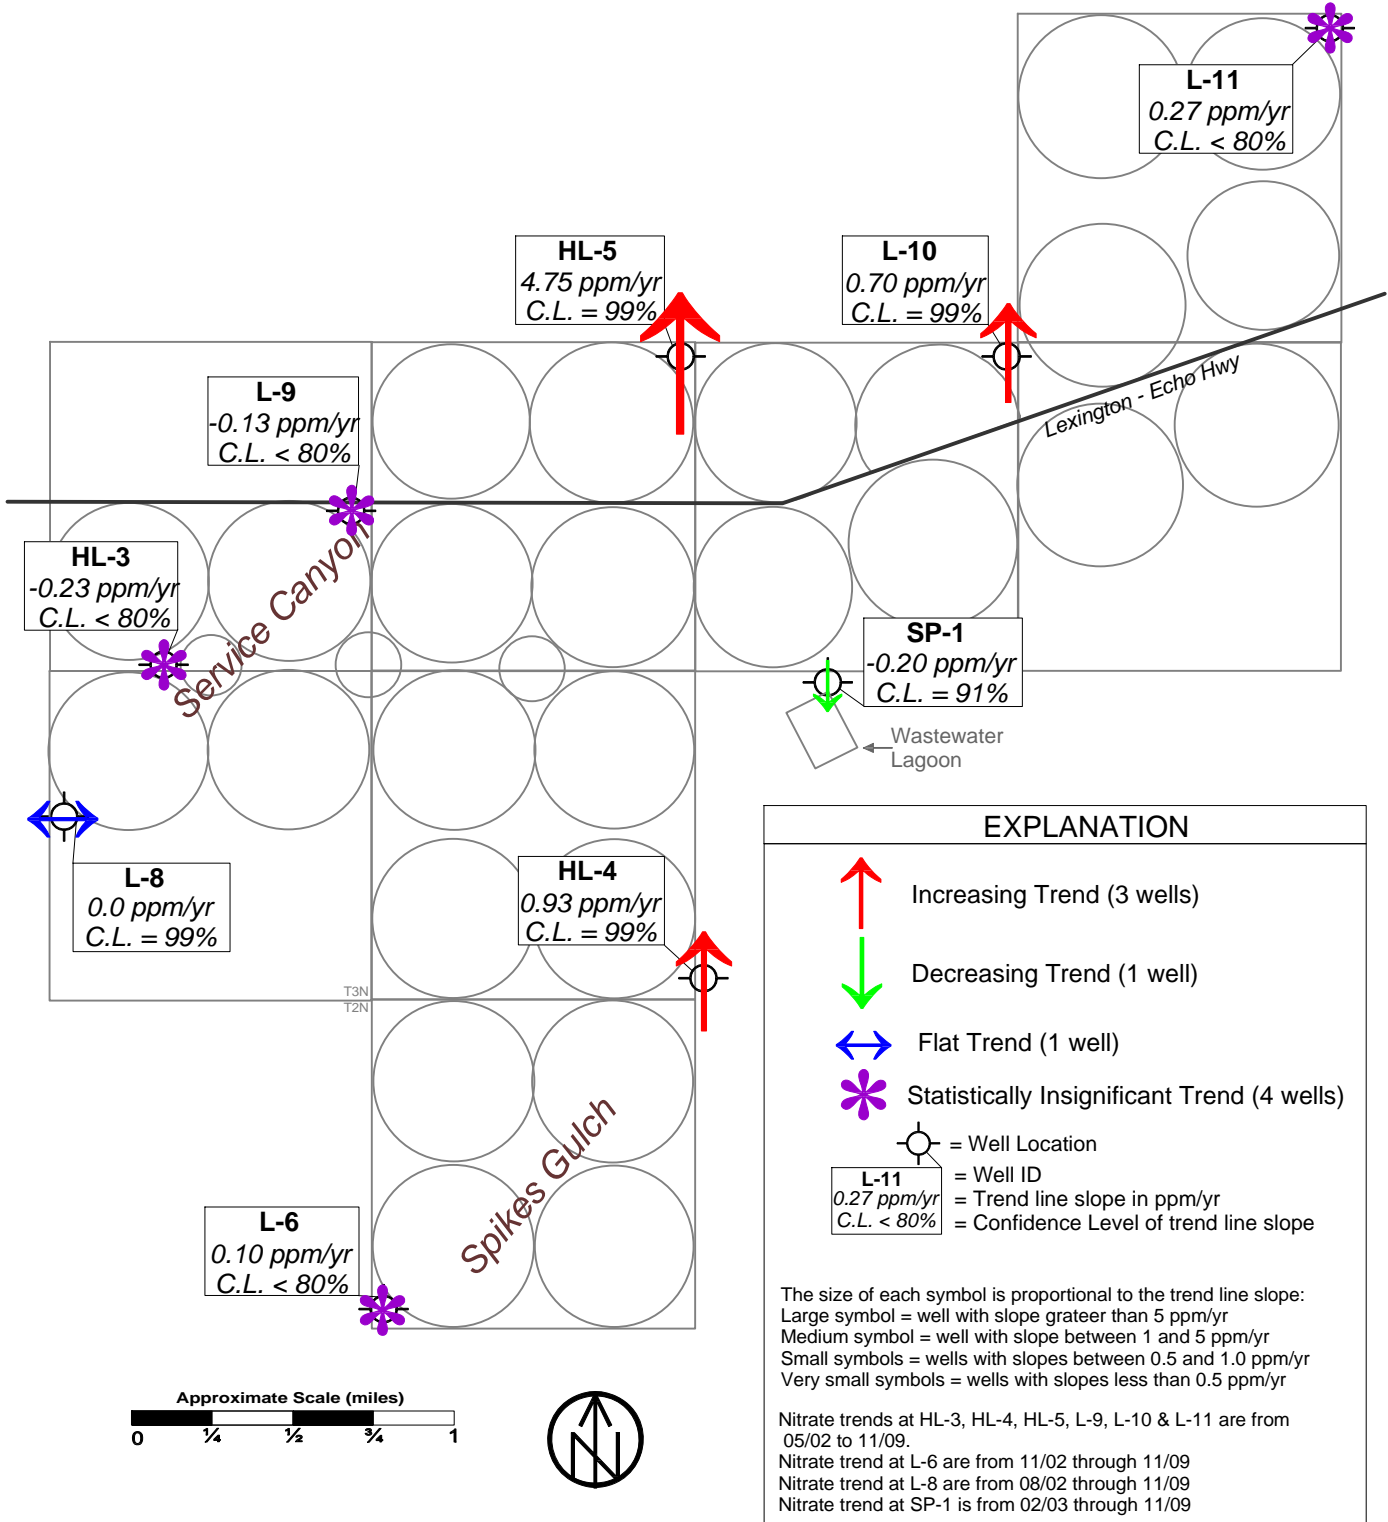 L-11
0.27 ppm/yr
C.L. < 80%
HL-5
4.75 ppm/yr
C.L. = 99%
L-10
0.70 ppm/yr
C.L. = 99%
Lexington - Echo Hwy
L-9
-0.13 ppm/yr
C.L. < 80%
HL-3
-0.23 ppm/yr
C.L. < 80%
Service Canyon
SP-1
-0.20 ppm/yr
C.L. = 91%
Wastewater
Lagoon
L-8
0.0 ppm/yr
C.L. = 99%
HL-4
0.93 ppm/yr
C.L. = 99%
T3N
T2N
Spikes Gulch
L-6
0.10 ppm/yr
C.L. < 80%
EXPLANATION
Increasing Trend (3 wells)
Decreasing Trend (1 well)
Flat Trend (1 well)
Statistically Insignificant Trend (4 wells)
= Well Location
L-11 = Well ID
0.27 ppm/yr = Trend line slope in ppm/yr
C.L. < 80% = Confidence Level of trend line slope
The size of each symbol is proportional to the trend line slope:
Large symbol = well with slope grateer than 5 ppm/yr
Medium symbol = well with slope between 1 and 5 ppm/yr
Small symbols = wells with slopes between 0.5 and 1.0 ppm/yr
Very small symbols = wells with slopes less than 0.5 ppm/yr
Nitrate trends at HL-3, HL-4, HL-5, L-9, L-10 & L-11 are from
05/02 to 11/09.
Nitrate trend at L-6 are from 11/02 through 11/09
Nitrate trend at L-8 are from 08/02 through 11/09
Nitrate trend at SP-1 is from 02/03 through 11/09
Approximate Scale (miles)
0 ¼ ½ ¾ 1
N